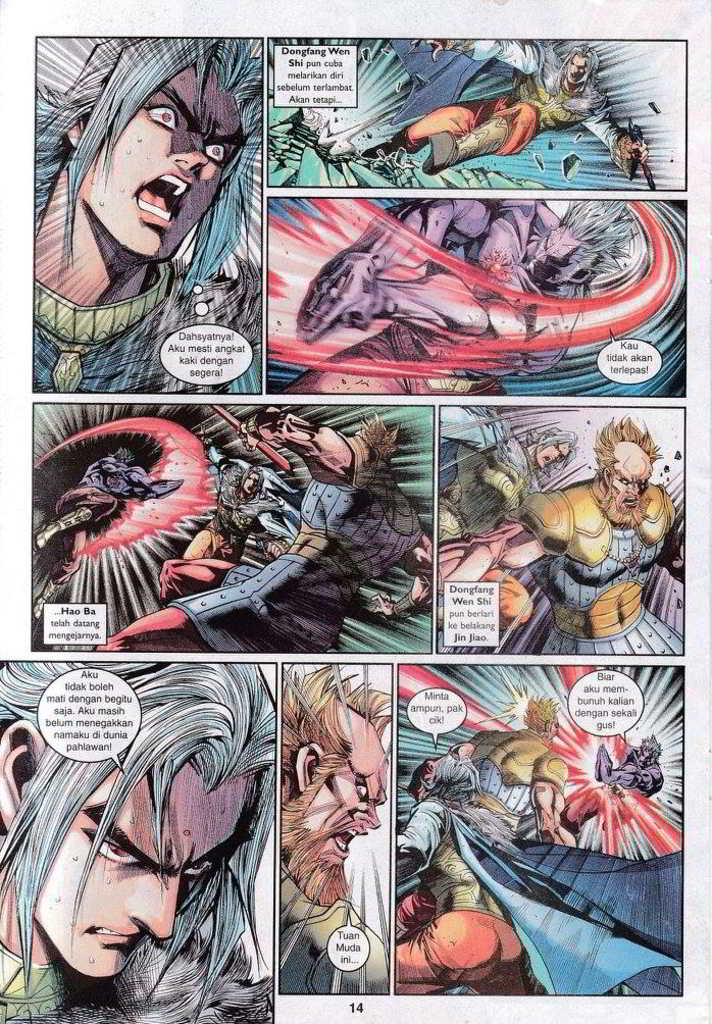 Dahsyatnya!
Aku mesti angkat
kaki dengan
segera!
Dongfang Wen
Shi pun cuba
melarikan diri
sebelum terlambat.
Akan tetapi...
Kau
tidak akan
terlepas!
...Hao Ba
telah datang
mengejarnya.
Dongfang
Wen Shi
pun berlari
ke belakang
Jin Jiao.
Aku
tidak boleh
mati dengan begitu
saja. Aku masih
belum menegakkan
namaku di dunia
pahlawan!
Tuan
Muda
ini...
Minta
ampun, pak
cik!
Biar
aku mem-
bunuh kalian
dengan sekali
gus!
14